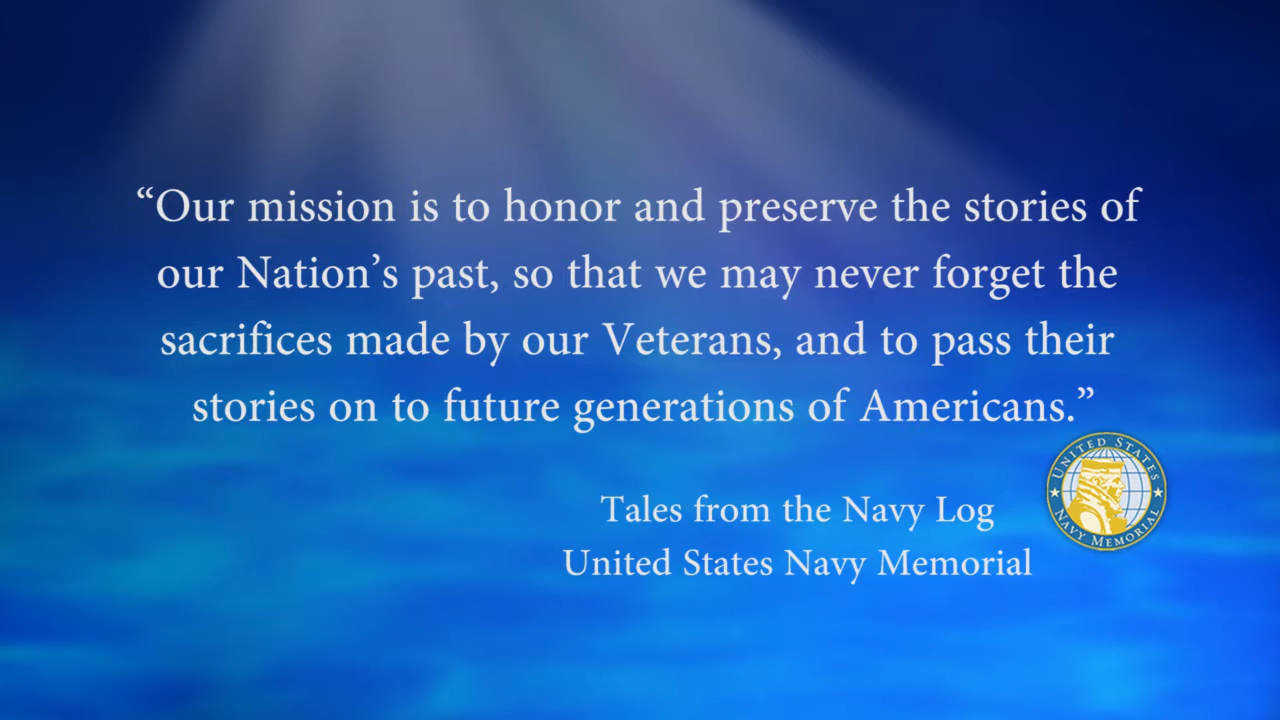 “Our mission is to honor and preserve the stories of
our Nation’s past, so that we may never forget the
sacrifices made by our Veterans, and to pass their
stories on to future generations of Americans.”
Tales from the Navy Log
United States Navy Memorial
UNITED STATES
NAVY MEMORIAL